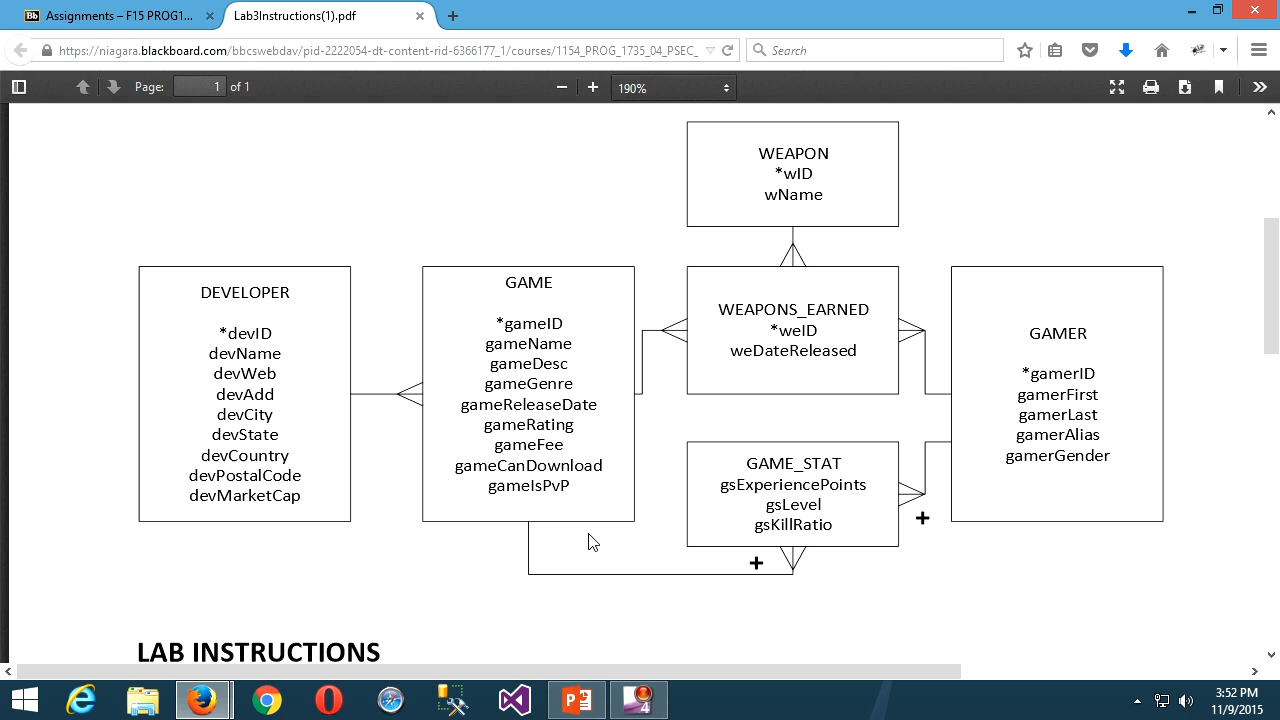 Assignments – F15 PROG1...
Lab3Instructions(1).pdf
https://niagara.blackboard.com/bbcswebdav/pid-2222054-dt-content-rid-6366177_1/courses/1154_PROG_1735_04_PSEC_
Search
Page: 1 of 1
190%
WEAPON
*wID
wName
DEVELOPER
*devID
devName
devWeb
devAdd
devCity
devState
devCountry
devPostalCode
devMarketCap
GAME
*gameID
gameName
gameDesc
gameGenre
gameReleaseDate
gameRating
gameFee
gameCanDownload
gameIsPvP
WEAPONS_EARNED
*weID
weDateReleased
GAME_STAT
gsExperiencePoints
gsLevel
gsKillRatio
GAMER
*gamerID
gamerFirst
gamerLast
gamerAlias
gamerGender
+
+
LAB INSTRUCTIONS
3:52 PM
11/9/2015